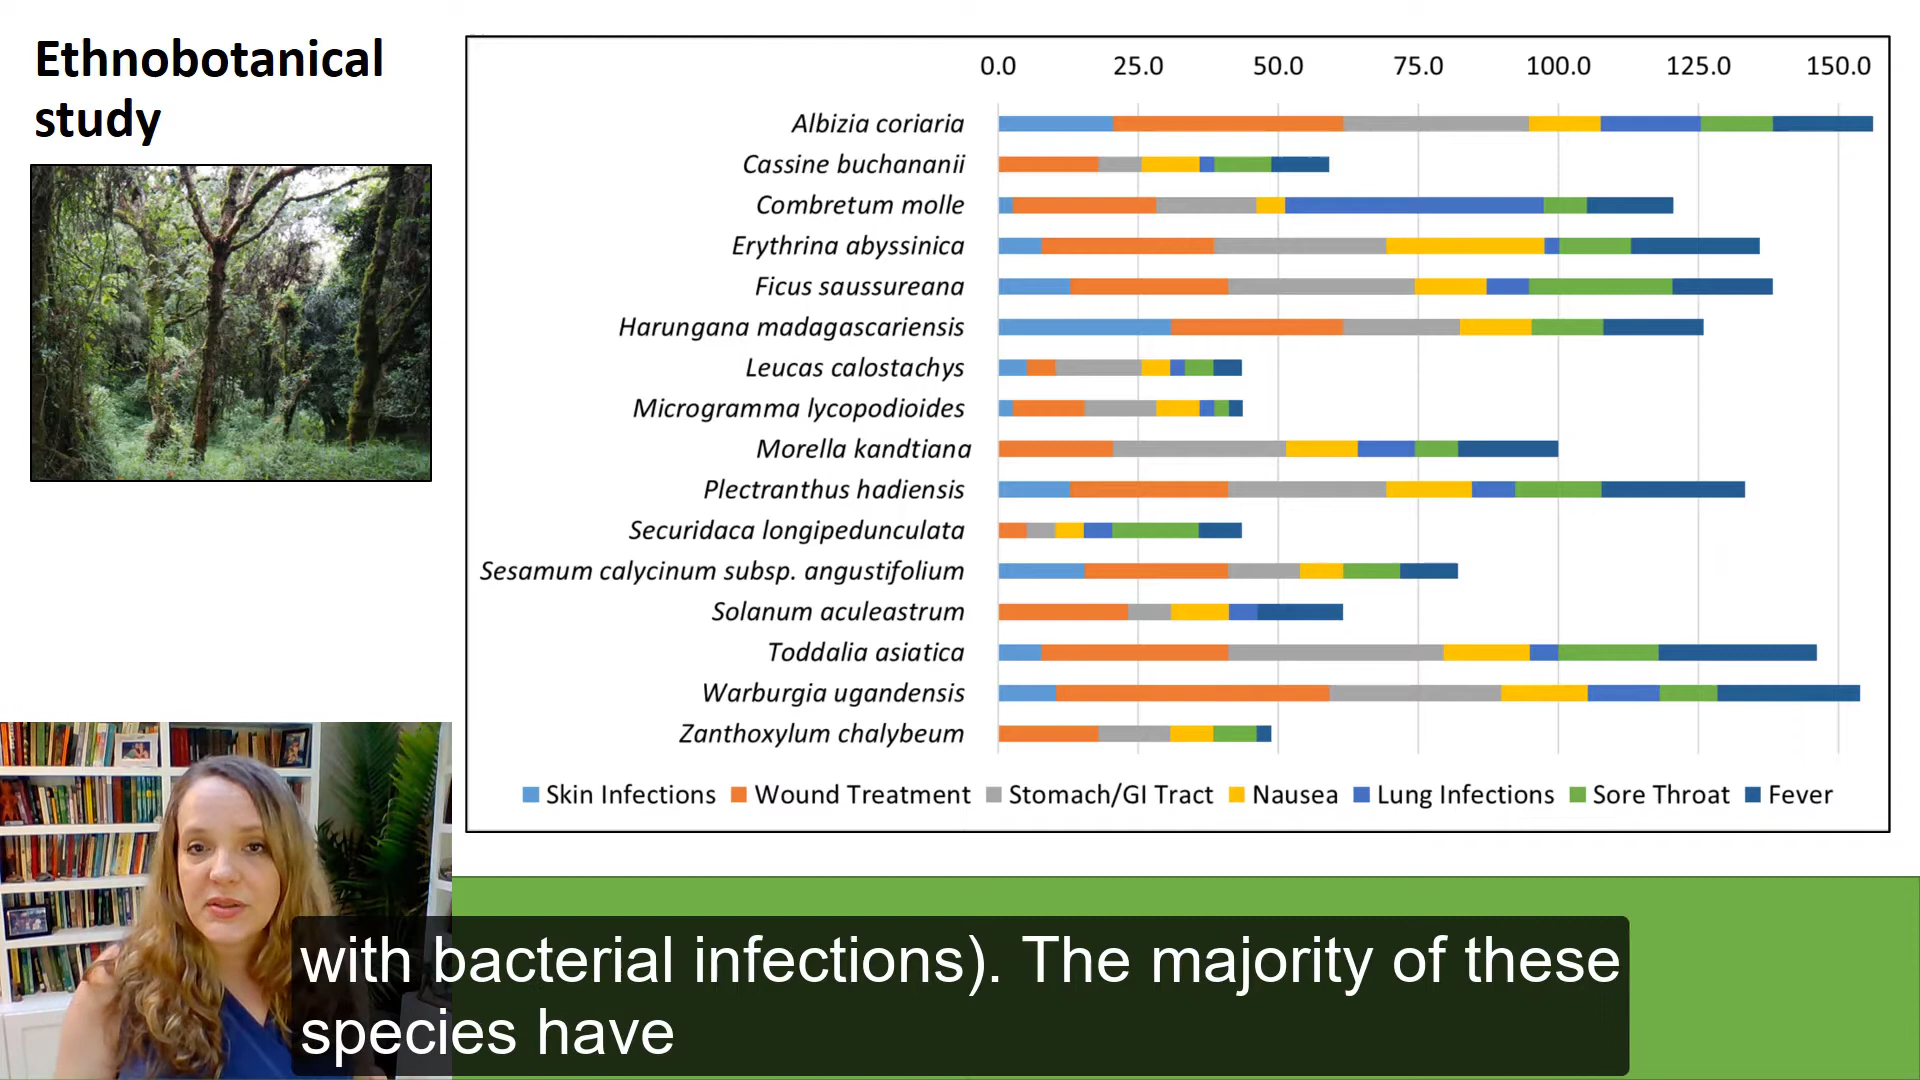 Ethnobotanical
study
0.0 25.0 50.0 75.0 100.0 125.0 150.0
Albizia coriaria
Cassine buchananii
Combretum molle
Erythrina abyssinica
Ficus saussureana
Harungana madagascariensis
Leucas calostachys
Microgramma lycopodioides
Morella kandtiana
Plectranthus hadiensis
Securidaca longipedunculata
Sesamum calycinum subsp. angustifolium
Solanum aculeastrum
Toddalia asiatica
Warburgia ugandensis
Zanthoxylum chalybeum
Skin Infections Wound Treatment Stomach/GI Tract Nausea Lung Infections Sore Throat Fever
with bacterial infections). The majority of these
species have